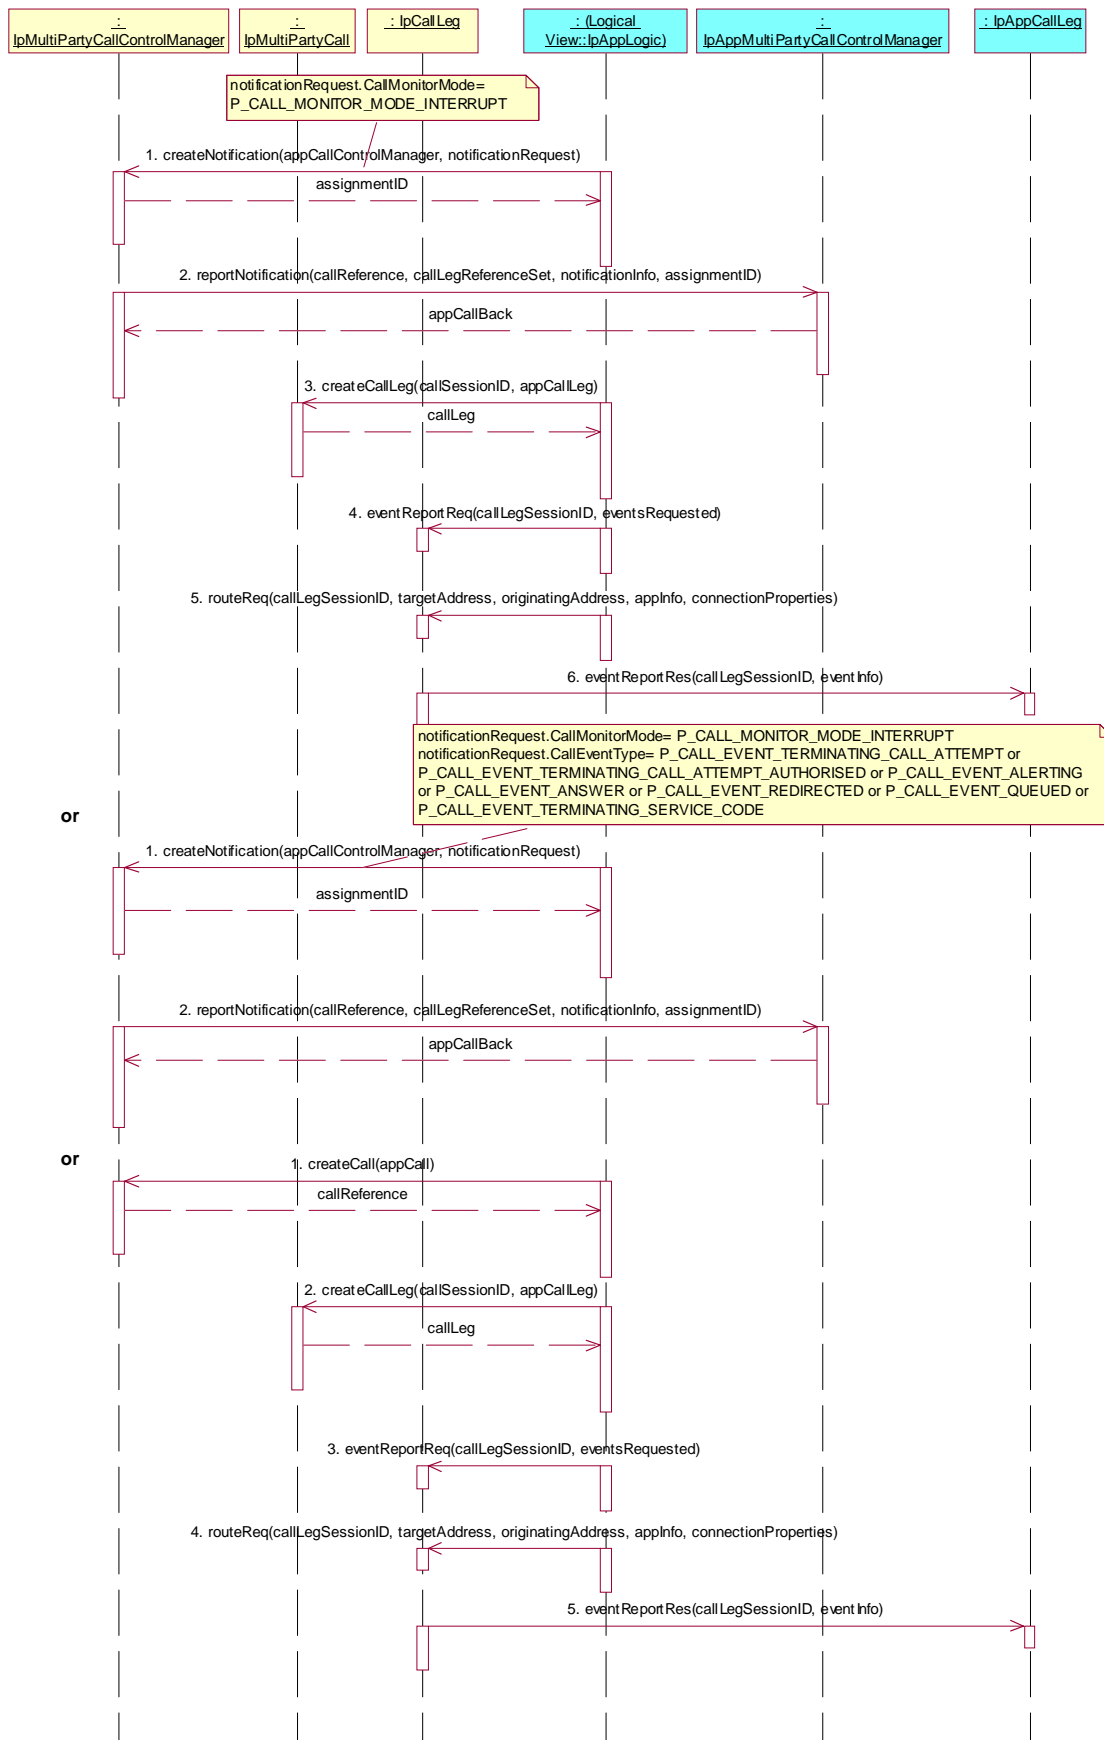 :
IpMultiPartyCallControlManager
:
IpMultiPartyCall
: IpCallLeg
: (Logical
View::IpAppLogic)
:
IpAppMultiPartyCallControlManager
: IpAppCallLeg
notificationRequest.CallMonitorMode=
P_CALL_MONITOR_MODE_INTERRUPT
1. createNotification(appCallControlManager, notificationRequest)
assignmentID
2. reportNotification(callReference, callLegReferenceSet, notificationInfo, assignmentID)
appCallBack
3. createCallLeg(callSessionID, appCallLeg)
callLeg
4. eventReportReq(callLegSessionID, eventsRequested)
5. routeReq(callLegSessionID, targetAddress, originatingAddress, appInfo, connectionProperties)
6. eventReportRes(callLegSessionID, eventInfo)
notificationRequest.CallMonitorMode= P_CALL_MONITOR_MODE_INTERRUPT
notificationRequest.CallEventType= P_CALL_EVENT_TERMINATING_CALL_ATTEMPT or
P_CALL_EVENT_TERMINATING_CALL_ATTEMPT_AUTHORISED or P_CALL_EVENT_ALERTING
or P_CALL_EVENT_ANSWER or P_CALL_EVENT_REDIRECTED or P_CALL_EVENT_QUEUED or
P_CALL_EVENT_TERMINATING_SERVICE_CODE
or
1. createNotification(appCallControlManager, notificationRequest)
assignmentID
2. reportNotification(callReference, callLegReferenceSet, notificationInfo, assignmentID)
appCallBack
or
1. createCall(appCall)
callReference
2. createCallLeg(callSessionID, appCallLeg)
callLeg
3. eventReportReq(callLegSessionID, eventsRequested)
4. routeReq(callLegSessionID, targetAddress, originatingAddress, appInfo, connectionProperties)
5. eventReportRes(callLegSessionID, eventInfo)